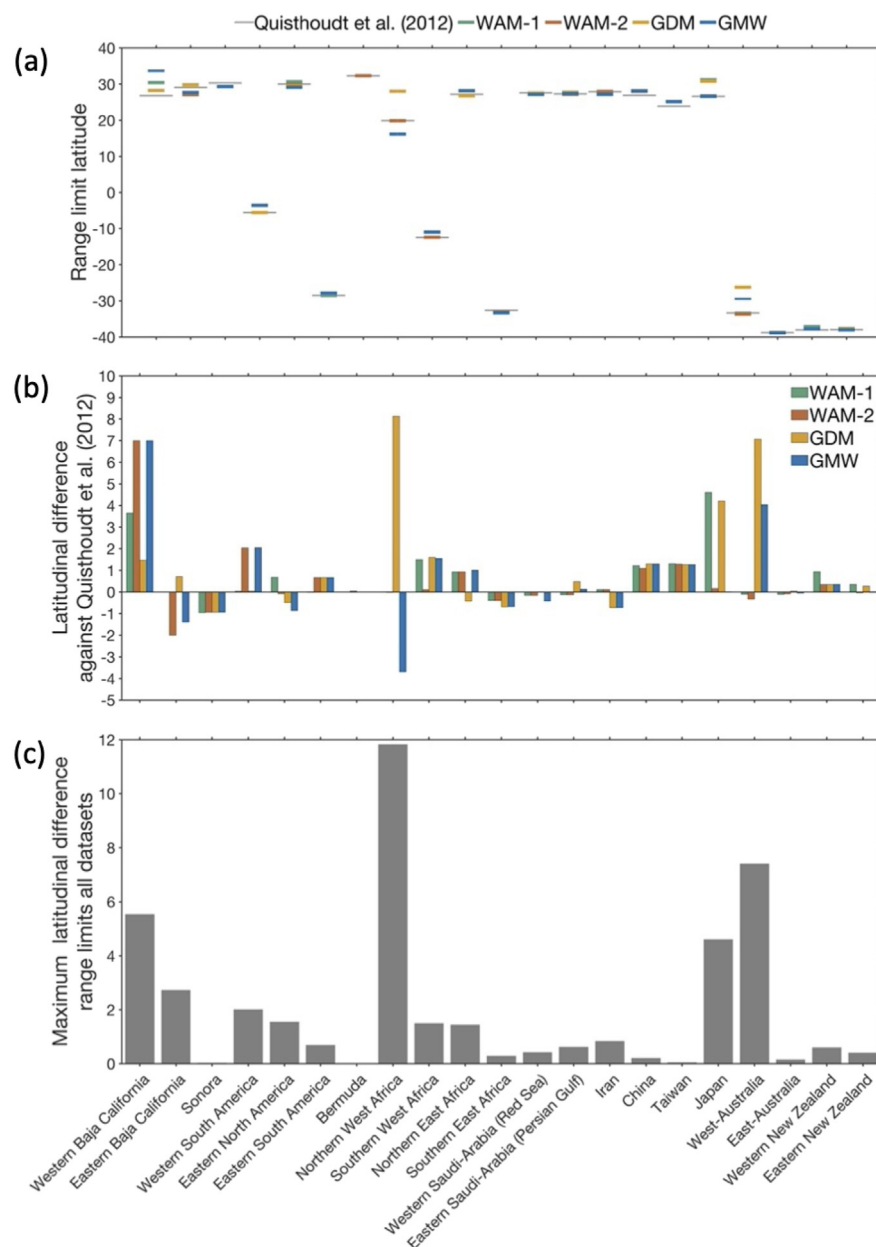 Quisthoudt et al. (2012) WAM-1 WAM-2 GDM GMW
(a)
Range limit latitude
40
30
20
10
0
-10
-20
-30
-40
(b)
Latitudinal difference
against Quisthoudt et al. (2012)
10
9
8
7
6
5
4
3
2
1
0
-1
-2
-3
-4
-5
WAM-1
WAM-2
GDM
GMW
(c)
Maximum latitudinal difference
range limits all datasets
12
10
8
6
4
2
0
Western Baja California
Eastern Baja California
Sonora
Western South America
Eastern North America
Eastern South America
Bermuda
Northern West Africa
Southern West Africa
Northern East Africa
Southern East Africa
Western Saudi-Arabia (Red Sea)
Eastern Saudi-Arabia (Persian Gulf)
Iran
China
Taiwan
Japan
West-Australia
East-Australia
Western New Zealand
Eastern New Zealand